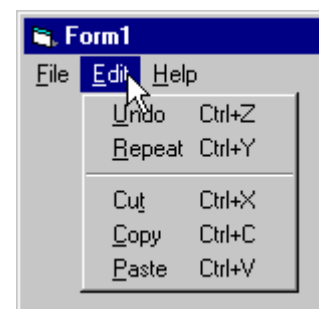 Form1
File Edit Help
Undo Ctrl+Z
Repeat Ctrl+Y
Cut Ctrl+X
Copy Ctrl+C
Paste Ctrl+V